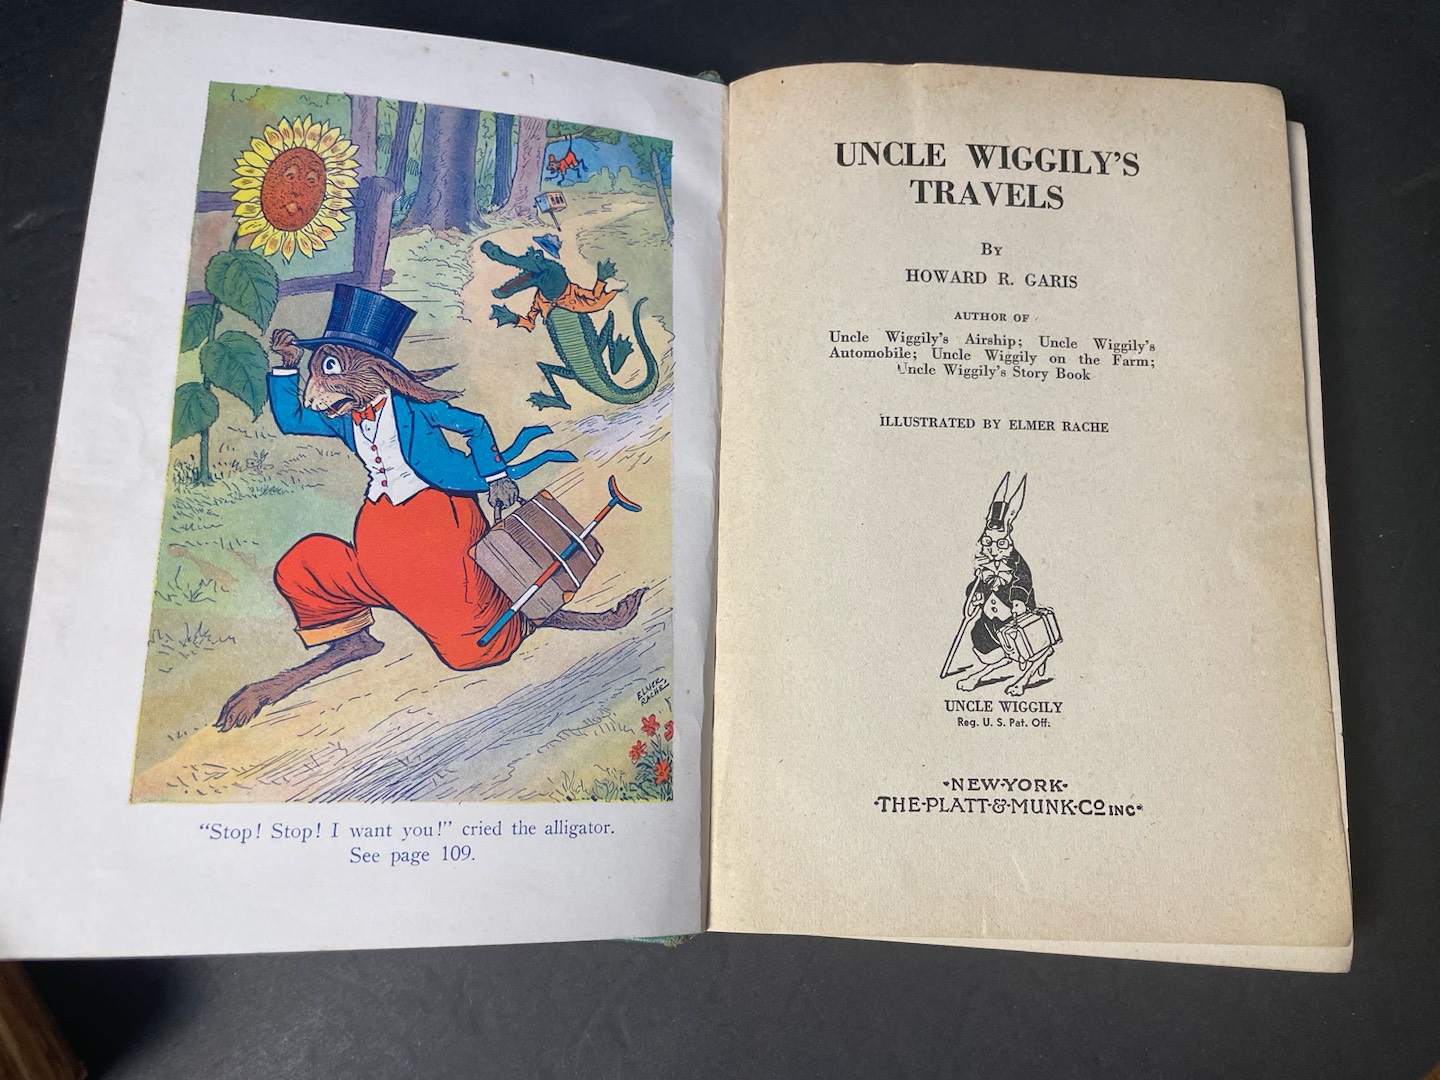 "Stop! Stop! I want you!" cried the alligator.
See page 109.
ELMER
RACHE
UNCLE WIGGILY'S
TRAVELS
By
HOWARD R. GARIS
AUTHOR OF
Uncle Wiggily's Airship; Uncle Wiggily's
Automobile; Uncle Wiggily on the Farm;
Uncle Wiggily's Story Book
ILLUSTRATED BY ELMER RACHE
UNCLE WIGGILY
Reg. U. S. Pat. Off.
·NEW·YORK·
·THE·PLATT·&·MUNK·Co INC·